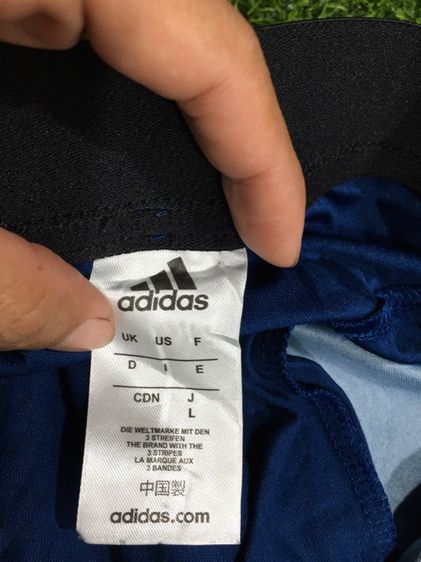 adidas
UK US F
D I E
CDN J
L
DIE WELTMARKE MIT DEN
3 STREIFEN
THE BRAND WITH THE
3 STRIPES
LA MARQUE AUX
3 BANDES
中国製
adidas.com